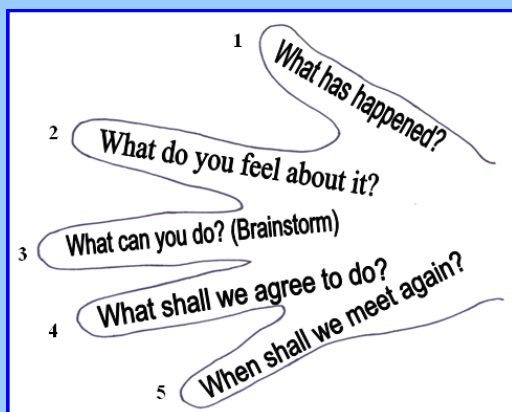 1 What has happened?
2 What do you feel about it?
3 What can you do? (Brainstorm)
4 What shall we agree to do?
5 When shall we meet again?